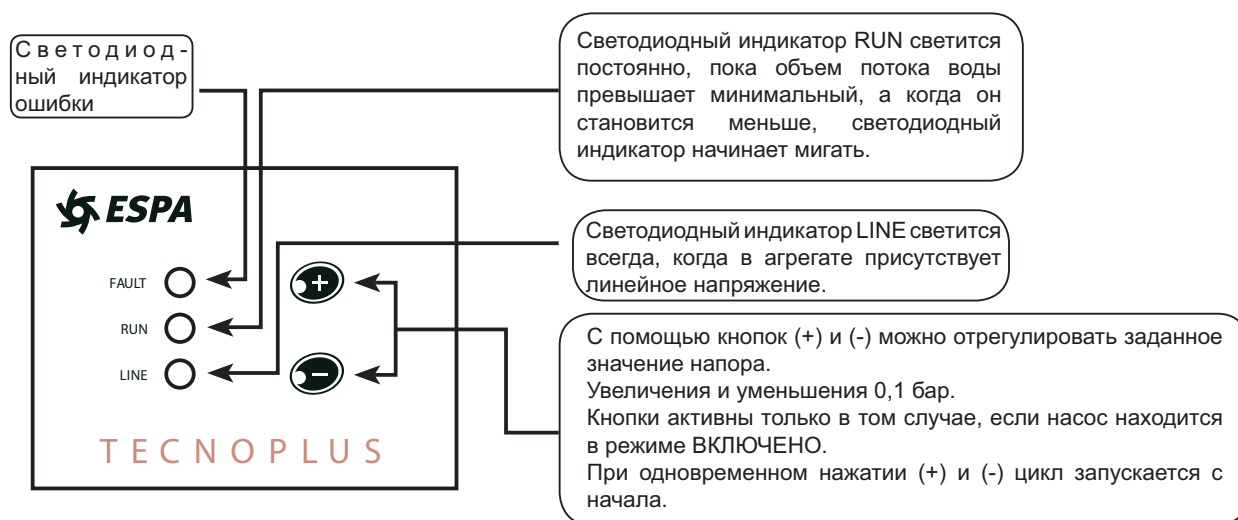 Светодиод-
ный индикатор
ошибки
Светодиодный индикатор RUN светится
постоянно, пока объем потока воды
превышает минимальный, а когда он
становится меньше, светодиодный
индикатор начинает мигать.
ESPA
Светодиодный индикатор LINE светится
всегда, когда в агрегате присутствует
линейное напряжение.
FAULT
+
RUN
LINE
-
TECNOPLUS
С помощью кнопок (+) и (-) можно отрегулировать заданное
значение напора.
Увеличения и уменьшения 0,1 бар.
Кнопки активны только в том случае, если насос находится
в режиме ВКЛЮЧЕНО.
При одновременном нажатии (+) и (-) цикл запускается с
начала.